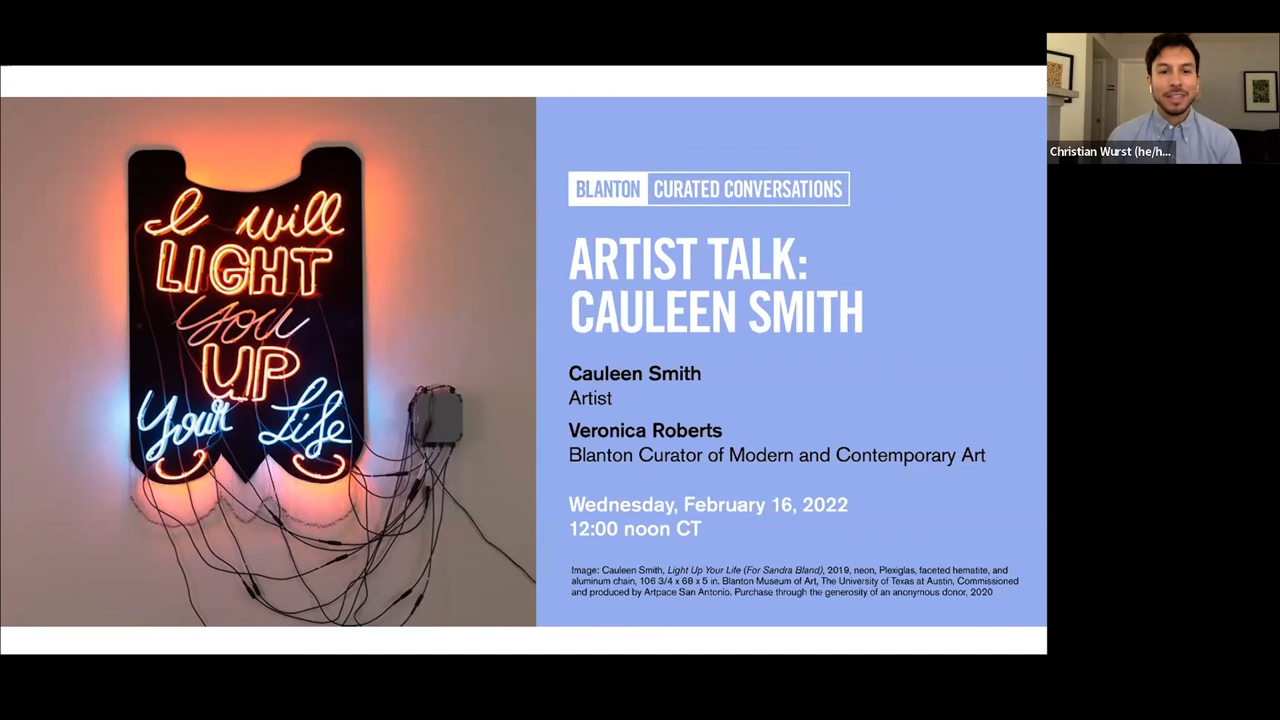 I will
LIGHT
You
UP
Your Life
BLANTON CURATED CONVERSATIONS
ARTIST TALK:
CAULEEN SMITH
Cauleen Smith
Artist
Veronica Roberts
Blanton Curator of Modern and Contemporary Art
Wednesday, February 16, 2022
12:00 noon CT
Image: Cauleen Smith, Light Up Your Life (For Sandra Bland), 2019, neon, Plexiglas, faceted hematite, and
aluminum chain, 106 3/4 x 68 x 5 in. Blanton Museum of Art, The University of Texas at Austin, Commissioned
and produced by Artpace San Antonio. Purchase through the generosity of an anonymous donor, 2020
Christian Wurst (he/h...